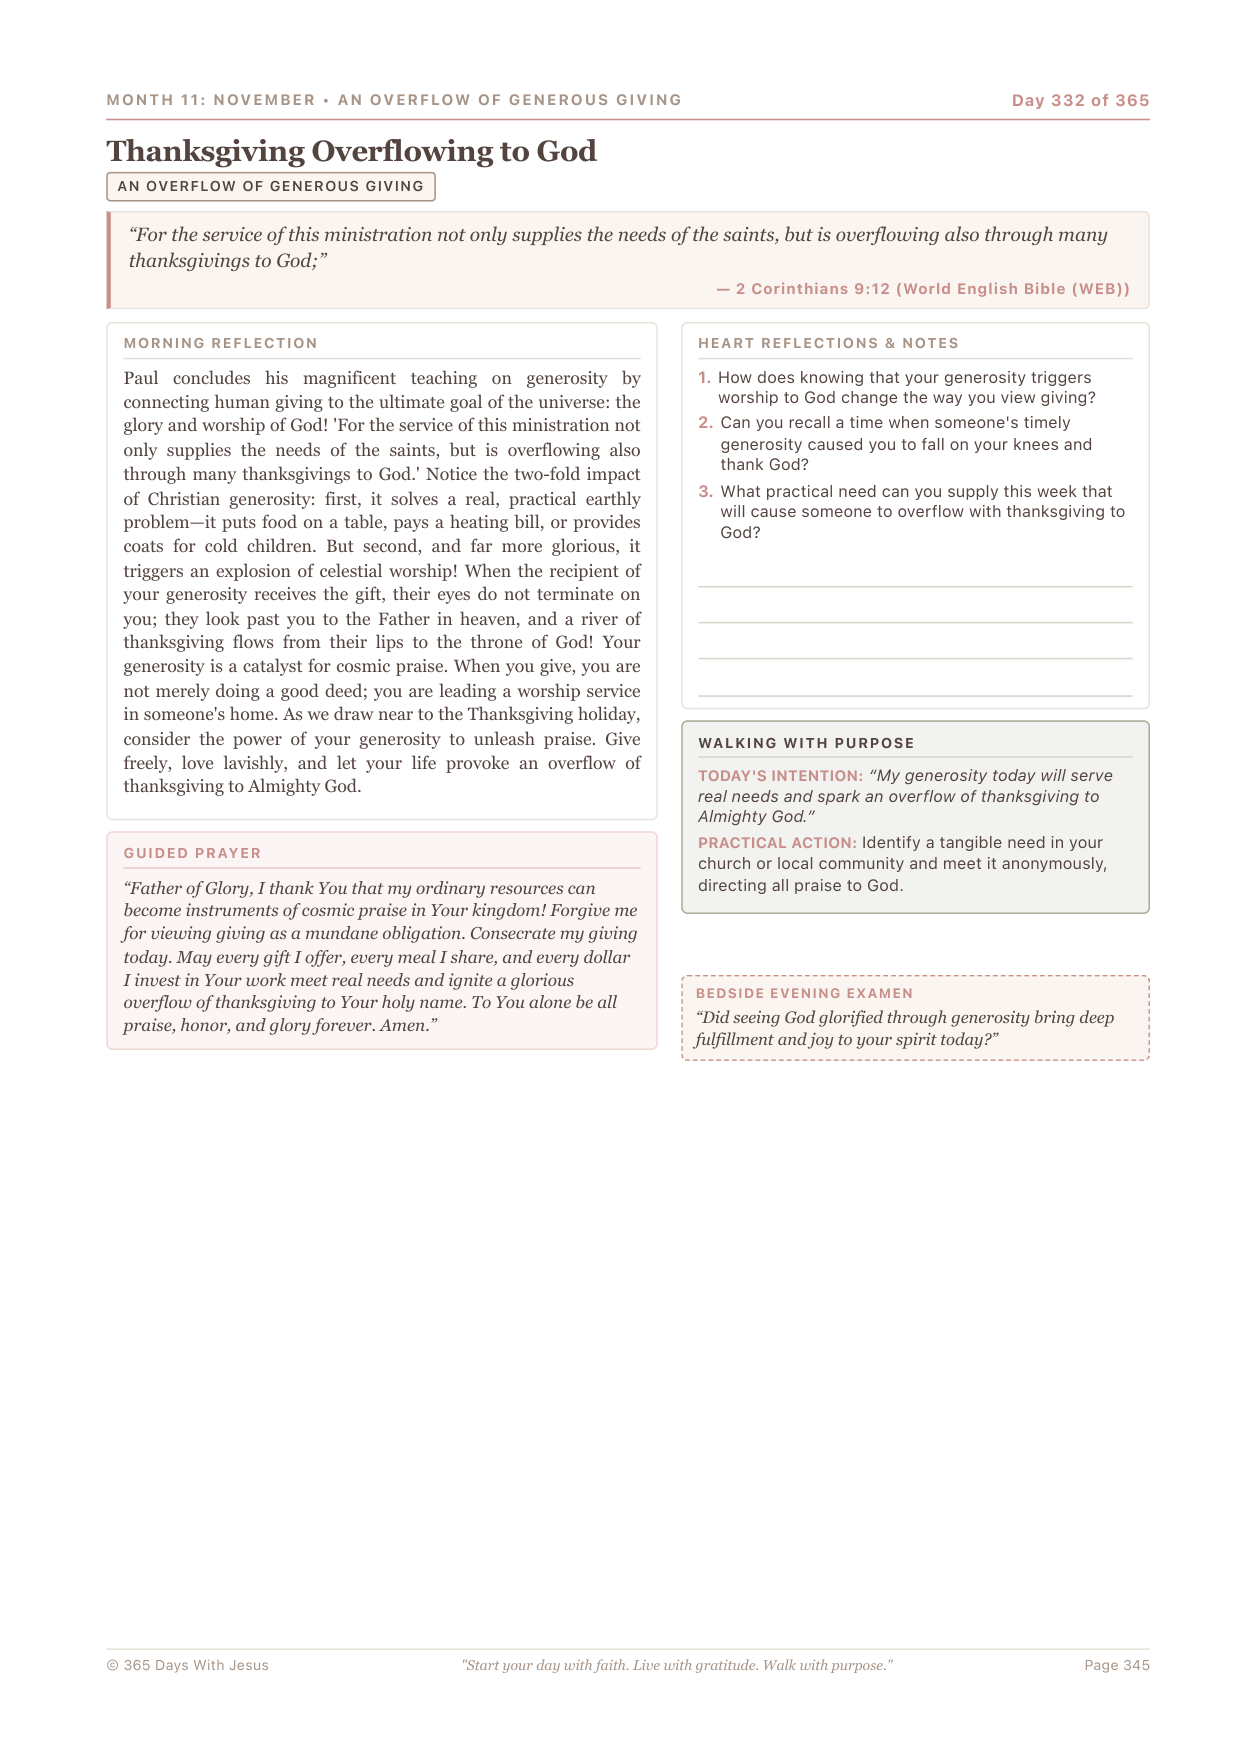 MONTH 11: NOVEMBER • AN OVERFLOW OF GENEROUS GIVING
Day 332 of 365
Thanksgiving Overflowing to God
AN OVERFLOW OF GENEROUS GIVING
“For the service of this ministration not only supplies the needs of the saints, but is overflowing also through many
thanksgivings to God;”
— 2 Corinthians 9:12 (World English Bible (WEB))
MORNING REFLECTION
Paul concludes his magnificent teaching on generosity by
connecting human giving to the ultimate goal of the universe: the
glory and worship of God! 'For the service of this ministration not
only supplies the needs of the saints, but is overflowing also
through many thanksgivings to God.' Notice the two-fold impact
of Christian generosity: first, it solves a real, practical earthly
problem—it puts food on a table, pays a heating bill, or provides
coats for cold children. But second, and far more glorious, it
triggers an explosion of celestial worship! When the recipient of
your generosity receives the gift, their eyes do not terminate on
you; they look past you to the Father in heaven, and a river of
thanksgiving flows from their lips to the throne of God! Your
generosity is a catalyst for cosmic praise. When you give, you are
not merely doing a good deed; you are leading a worship service
in someone's home. As we draw near to the Thanksgiving holiday,
consider the power of your generosity to unleash praise. Give
freely, love lavishly, and let your life provoke an overflow of
thanksgiving to Almighty God.
GUIDED PRAYER
“Father of Glory, I thank You that my ordinary resources can
become instruments of cosmic praise in Your kingdom! Forgive me
for viewing giving as a mundane obligation. Consecrate my giving
today. May every gift I offer, every meal I share, and every dollar
I invest in Your work meet real needs and ignite a glorious
overflow of thanksgiving to Your holy name. To You alone be all
praise, honor, and glory forever. Amen.”
HEART REFLECTIONS & NOTES
1. How does knowing that your generosity triggers
worship to God change the way you view giving?
2. Can you recall a time when someone's timely
generosity caused you to fall on your knees and
thank God?
3. What practical need can you supply this week that
will cause someone to overflow with thanksgiving to
God?
WALKING WITH PURPOSE
TODAY'S INTENTION: “My generosity today will serve
real needs and spark an overflow of thanksgiving to
Almighty God.”
PRACTICAL ACTION: Identify a tangible need in your
church or local community and meet it anonymously,
directing all praise to God.
BEDSIDE EVENING EXAMEN
“Did seeing God glorified through generosity bring deep
fulfillment and joy to your spirit today?”
© 365 Days With Jesus
"Start your day with faith. Live with gratitude. Walk with purpose."
Page 345